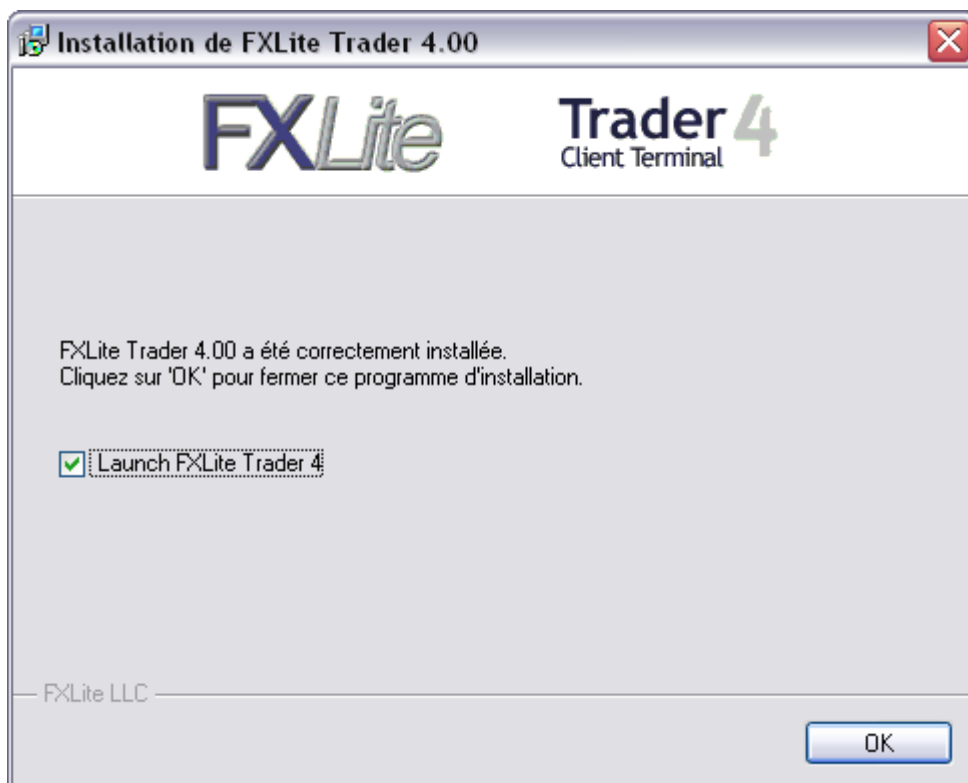 Installation de FXLite Trader 4.00
FXLite
Trader 4
Client Terminal
FXLite Trader 4.00 a été correctement installée.
Cliquez sur 'OK' pour fermer ce programme d'installation.
Launch FXLite Trader 4
FXLite LLC
OK